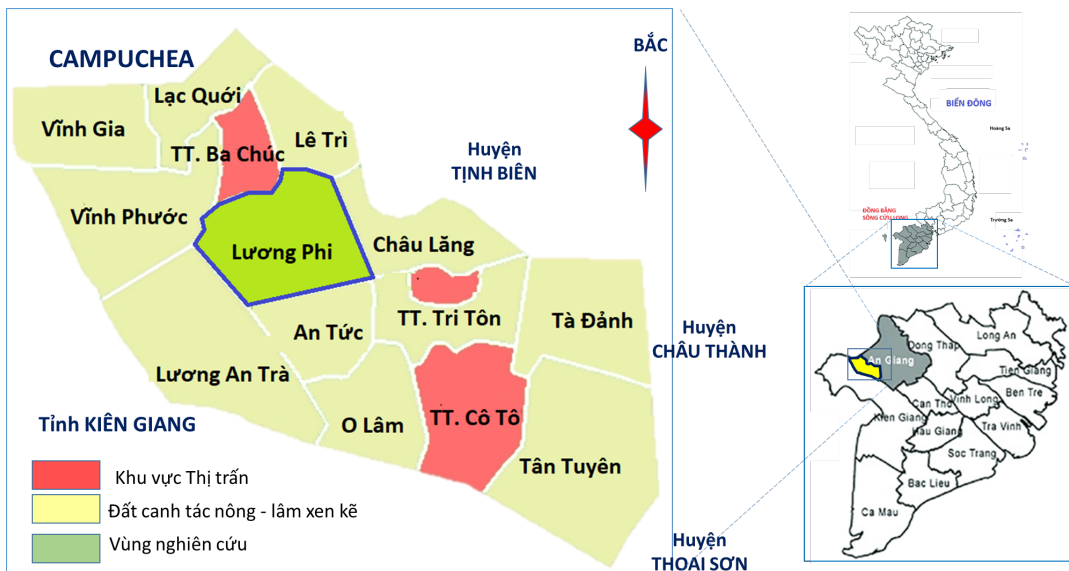 CAMPUCHEA
Lạc Quới
Vĩnh Gia
TT. Ba Chúc
Lê Trì
Vĩnh Phước
Lương Phi
Châu Lăng
An Tức
TT. Tri Tôn
Tà Đảnh
Lương An Trà
O Lâm
TT. Cô Tô
Tân Tuyên
Tỉnh KIÊN GIANG
Khu vực Thị trấn
Đất canh tác nông - lâm xen kẽ
Vùng nghiên cứu
BẮC
Huyện
TỊNH BIÊN
Huyện
CHÂU THÀNH
Huyện
THOẠI SƠN
BIỂN ĐÔNG
Hoàng Sa
ĐỒNG BẰNG
SÔNG CỬU LONG
Trường Sa
Long An
Dong Thap
An Giang
Tien Giang
Ben Tre
Can Tho
Vinh Long
Kien Giang
Hau Giang
Tra Vinh
Soc Trang
Bac Lieu
Ca Mau